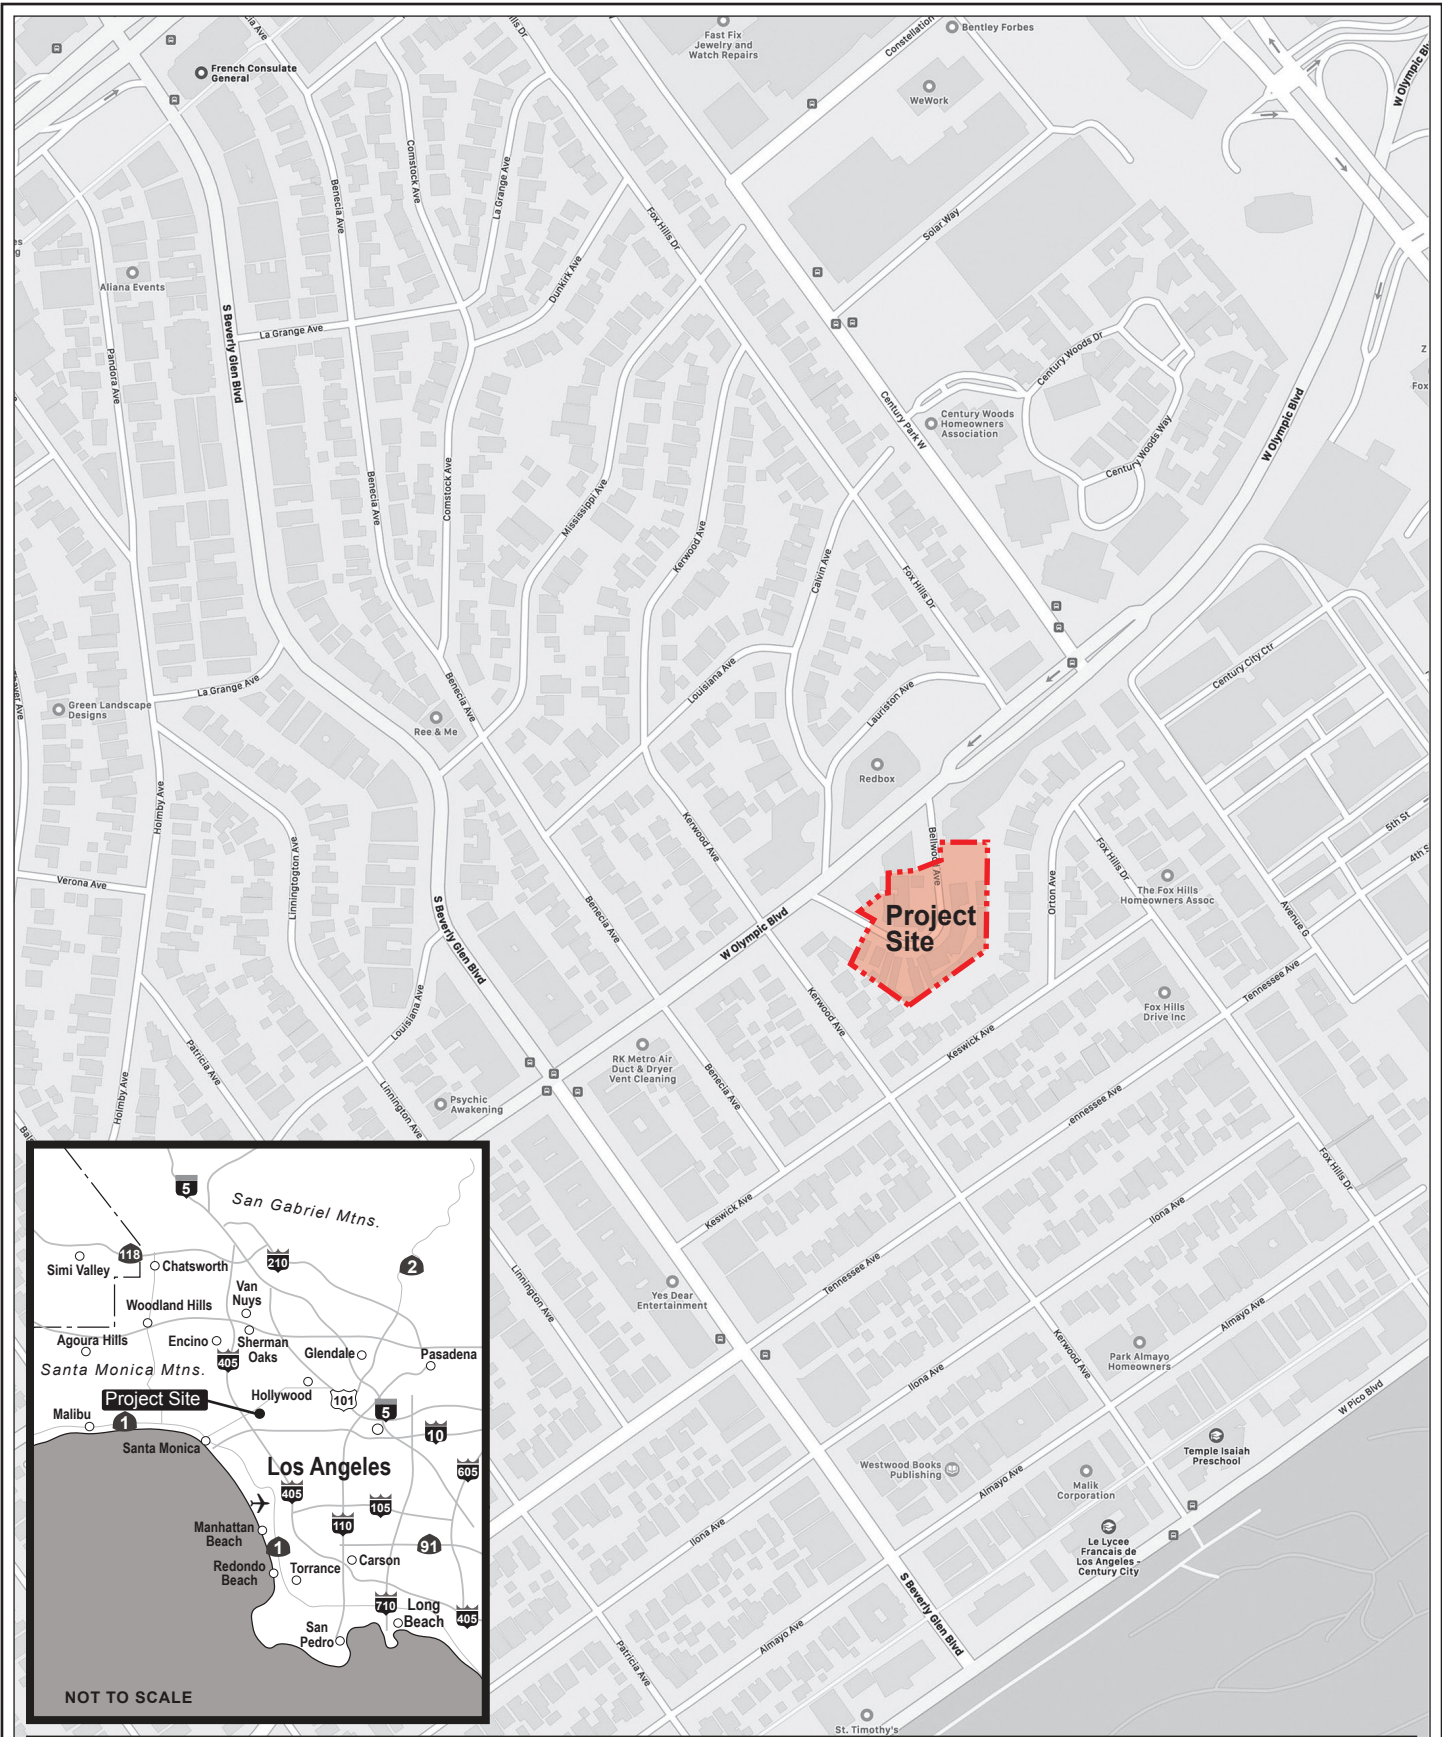 French Consulate
General
Fast Fix
Jewelry and
Watch Repairs
Constellation
Bentley Forbes
WeWork
W Olympic Bl
Comstock Ave
La Grange Ave
Benecia Ave
Fox Hills Dr
Solar Way
Dunkirk Ave
Aliana Events
S Beverly Glen Blvd
La Grange Ave
Pandora Ave
Century Woods Dr
Century Park W
Century Woods
Homeowners
Association
Century Woods Way
W Olympic Blvd
Benecia Ave
Comstock Ave
Mississippi Ave
Kerwood Ave
Calvin Ave
Fox Hills Dr
Louisiana Ave
Lauriston Ave
Century City Ctr
La Grange Ave
Green Landscape
Designs
Benecia Ave
Ree & Me
Redbox
Holmby Ave
Kerwood Ave
Linnington Ave
Bellwood Ave
Fox Hills Dr
5th St
4th S
Verona Ave
Orton Ave
The Fox Hills
Homeowners Assoc
Avenue G
S Beverly Glen Blvd
Benecia Ave
W Olympic Blvd
Project
Site
Tennessee Ave
Louisiana Ave
Kerwood Ave
Fox Hills
Drive Inc
Keswick Ave
Patricia Ave
Holmby Ave
Linnington Ave
Psychic
Awakening
RK Metro Air
Duct & Dryer
Vent Cleaning
Benecia Ave
Tennessee Ave
Fox Hills Dr
Keswick Ave
Ilona Ave
Linnington Ave
Yes Dear
Entertainment
Tennessee Ave
Almayo Ave
Kerwood Ave
Park Almayo
Homeowners
Ilona Ave
W Pico Blvd
Temple Isaiah
Preschool
Westwood Books
Publishing
Almayo Ave
Malik
Corporation
Ilona Ave
Le Lycee
Francais de
Los Angeles -
Century City
S Beverly Glen Blvd
Almayo Ave
Patricia Ave
St. Timothy's
5
San Gabriel Mtns.
118
Simi Valley
Chatsworth
210
2
Van
Nuys
Woodland Hills
Agoura Hills
Encino
Sherman
Oaks
405
Glendale
Pasadena
Santa Monica Mtns.
Project Site
Hollywood
101
5
Malibu
1
10
Santa Monica
Los Angeles
605
405
105
110
Manhattan
Beach
1
91
Redondo
Beach
Torrance
Carson
710
Long
Beach
405
San
Pedro
NOT TO SCALE